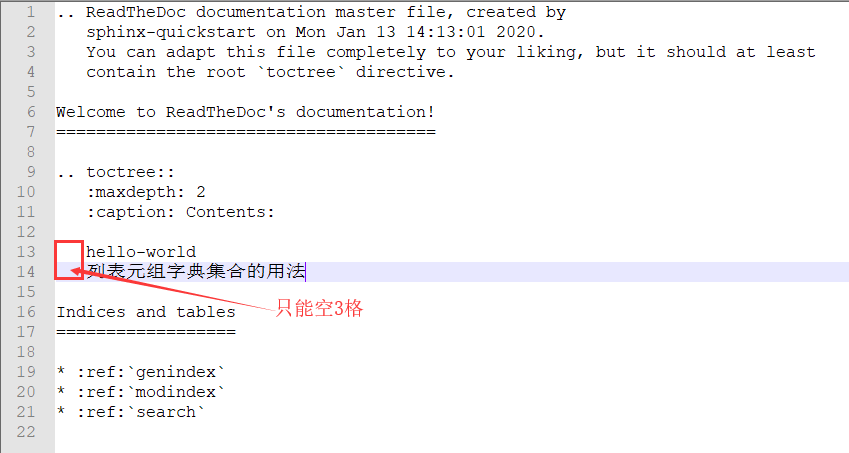 1 .. ReadTheDoc documentation master file, created by
2    sphinx-quickstart on Mon Jan 13 14:13:01 2020.
3    You can adapt this file completely to your liking, but it should at least
4    contain the root `toctree` directive.
5
6 Welcome to ReadTheDoc's documentation!
7 ======================================
8
9 .. toctree::
10    :maxdepth: 2
11    :caption: Contents:
12
13    hello-world
14    列表元组字典集合的用法
15
只能空3格
16 Indices and tables
17 ==================
18
19 * :ref:`genindex`
20 * :ref:`modindex`
21 * :ref:`search`
22